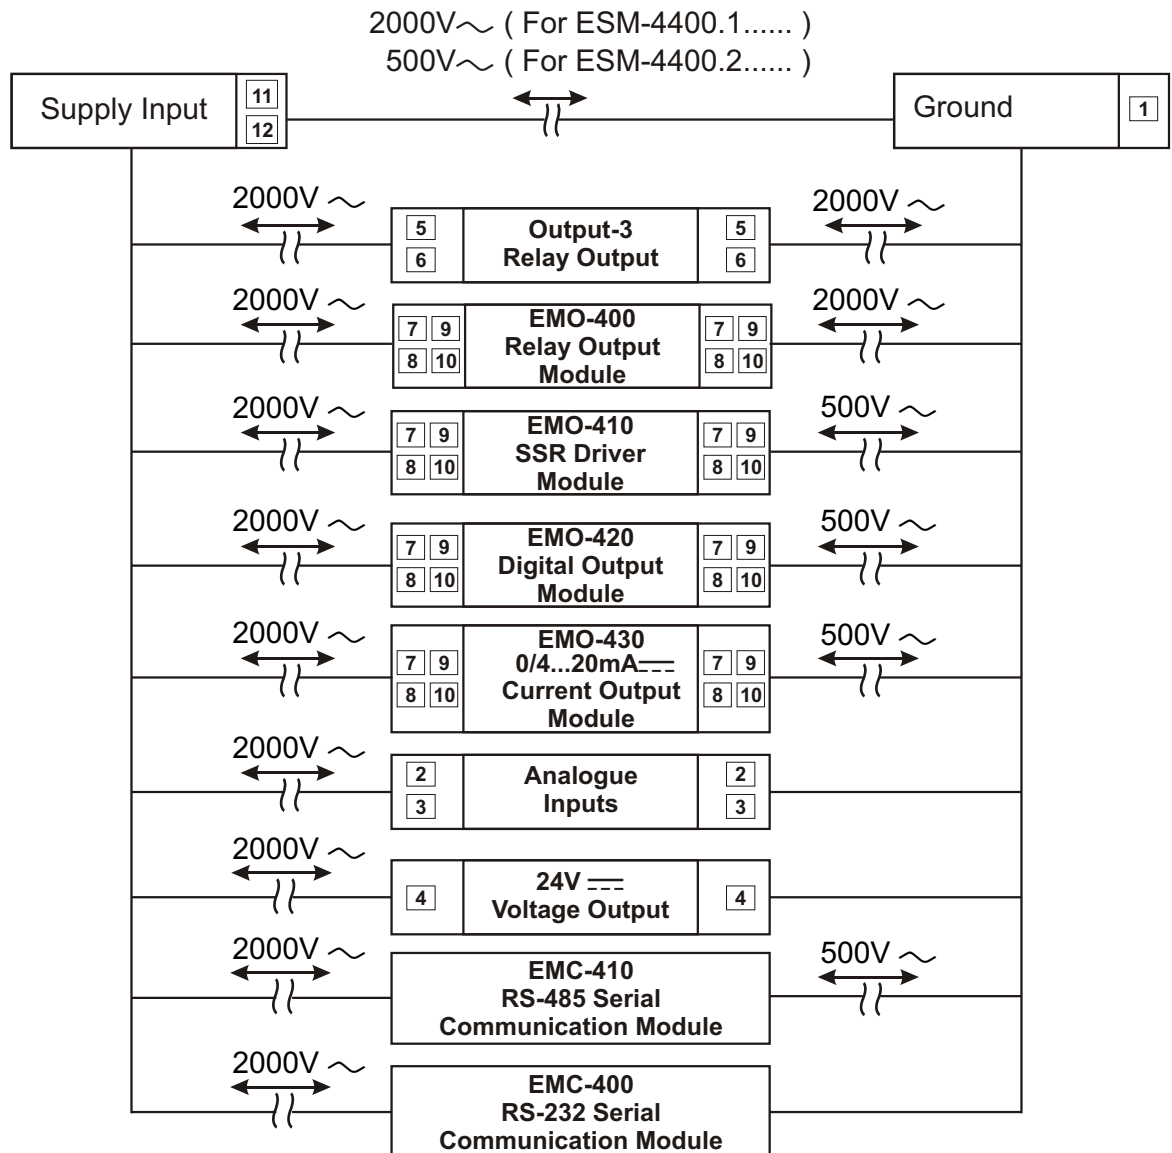 2000V～ ( For ESM-4400.1...... )
500V～ ( For ESM-4400.2...... )
Supply Input 11 12
Ground 1
2000V～ 2000V～
5 6 Output-3 5 6
Relay Output
2000V～ 2000V～
7 9 EMO-400 7 9
8 10 Relay Output 8 10
Module
2000V～ 500V～
7 9 EMO-410 7 9
8 10 SSR Driver 8 10
Module
2000V～ 500V～
7 9 EMO-420 7 9
8 10 Digital Output 8 10
Module
2000V～ 500V～
EMO-430
7 9 0/4...20mA⎓ 7 9
8 10 Current Output 8 10
Module
2000V～
2 Analogue 2
3 Inputs 3
2000V～
24V ⎓
4 Voltage Output 4
2000V～ 500V～
EMC-410
RS-485 Serial
Communication Module
2000V～
EMC-400
RS-232 Serial
Communication Module